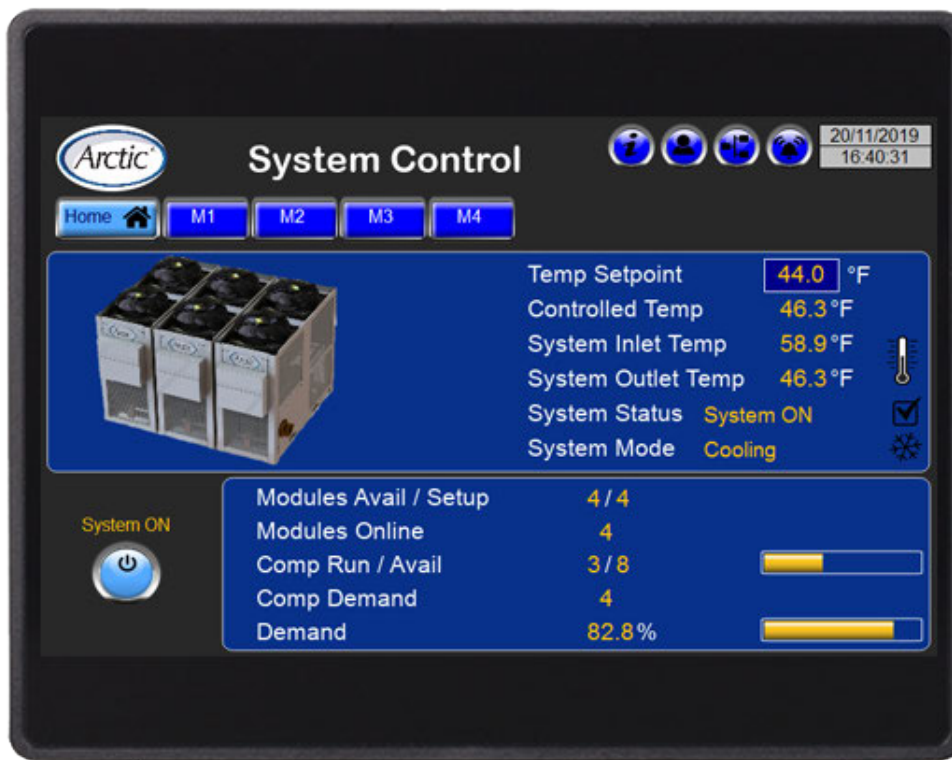 Arctic
System Control
20/11/2019
16:40:31
Home
M1
M2
M3
M4
Temp Setpoint 44.0 °F
Controlled Temp 46.3°F
System Inlet Temp 58.9°F
System Outlet Temp 46.3°F
System Status System ON
System Mode Cooling
System ON
Modules Avail / Setup 4/4
Modules Online 4
Comp Run / Avail 3/8
Comp Demand 4
Demand 82.8%